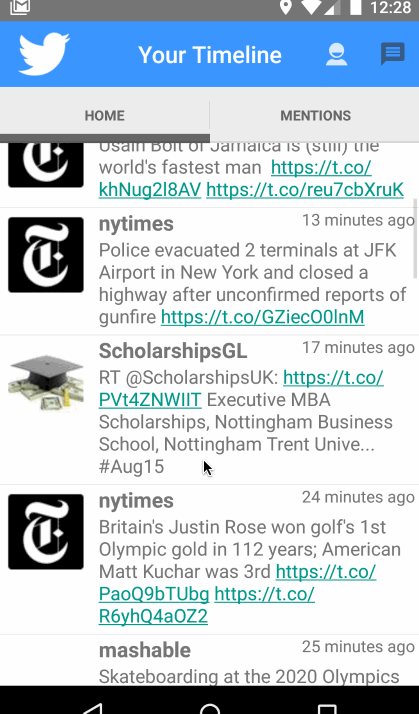 12:28
Your Timeline
HOME
MENTIONS
Usain Bolt of Jamaica is (still) the
world's fastest man https://t.co/
khNug2l8AV https://t.co/reu7cbXruK
nytimes
13 minutes ago
Police evacuated 2 terminals at JFK
Airport in New York and closed a
highway after unconfirmed reports of
gunfire https://t.co/GZiecO0lnM
ScholarshipsGL
17 minutes ago
RT @ScholarshipsUK: https://t.co/
PVt4ZNWIIT Executive MBA
Scholarships, Nottingham Business
School, Nottingham Trent Unive...
#Aug15
nytimes
24 minutes ago
Britain's Justin Rose won golf's 1st
Olympic gold in 112 years; American
Matt Kuchar was 3rd https://t.co/
PaoQ9bTUbg https://t.co/
R6yhQ4aOZ2
mashable
25 minutes ago
Skateboarding at the 2020 Olympics